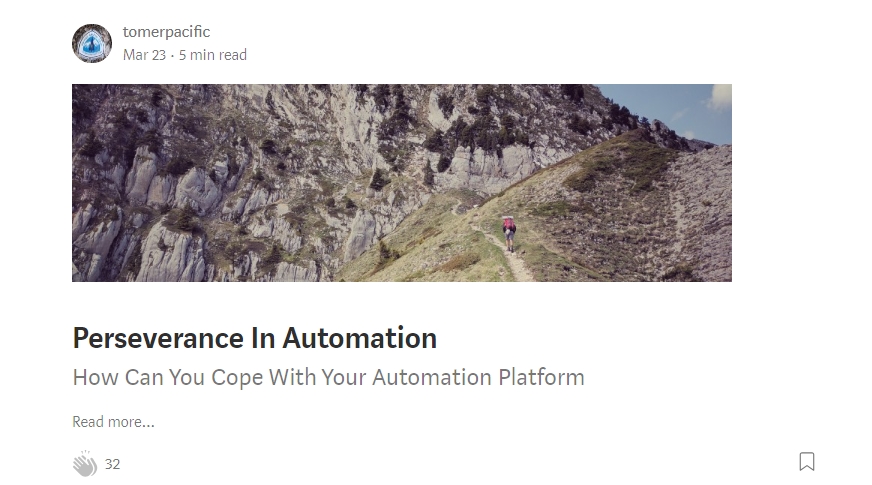 tomerpacific
Mar 23 · 5 min read
Perseverance In Automation
How Can You Cope With Your Automation Platform
Read more...
32